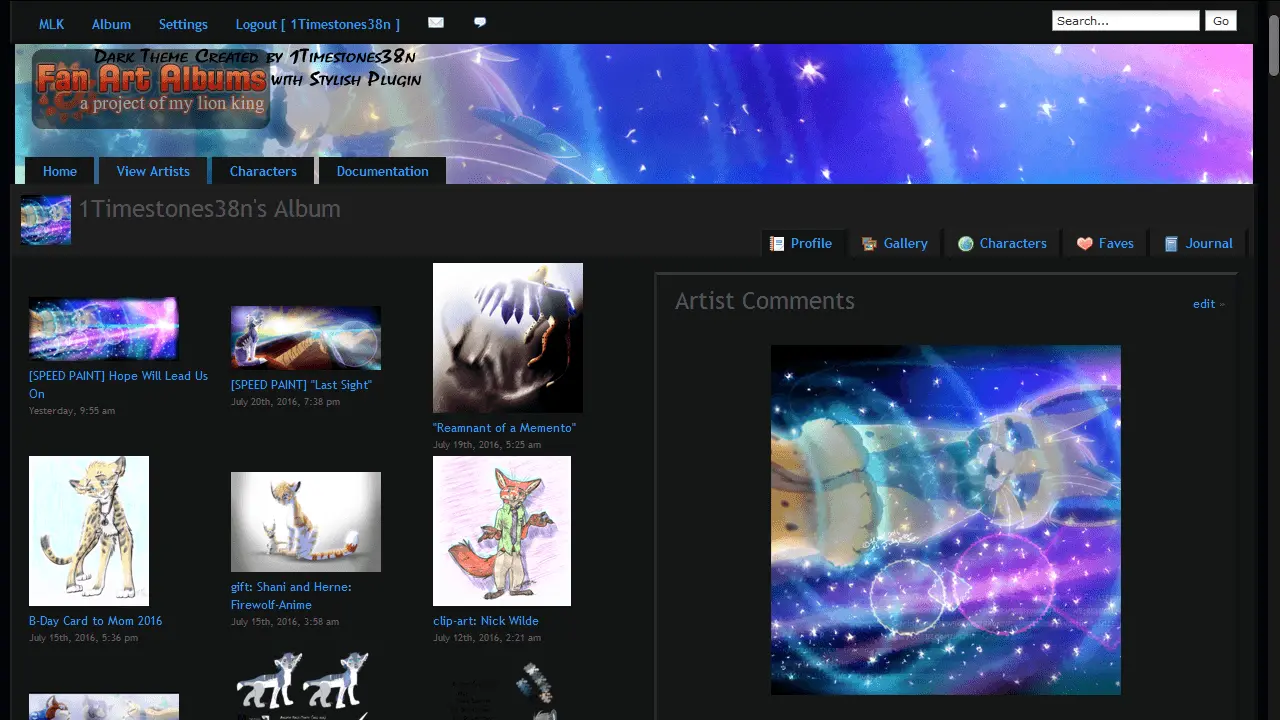 MLK Album Settings Logout [ 1Timestones38n ] Search... Go
Dark Theme Created by 1Timestones38n
with Stylish Plugin
Fan Art Albums
a project of my lion king
Home View Artists Characters Documentation
1Timestones38n's Album
Profile Gallery Characters Faves Journal
Artist Comments edit »
[SPEED PAINT] Hope Will Lead Us
On
Yesterday, 9:55 am
[SPEED PAINT] "Last Sight"
July 20th, 2016, 7:38 pm
"Reamnant of a Memento"
July 19th, 2016, 5:25 am
B-Day Card to Mom 2016
July 15th, 2016, 5:36 pm
gift: Shani and Herne:
Firewolf-Anime
July 15th, 2016, 3:58 am
clip-art: Nick Wilde
July 12th, 2016, 2:21 am